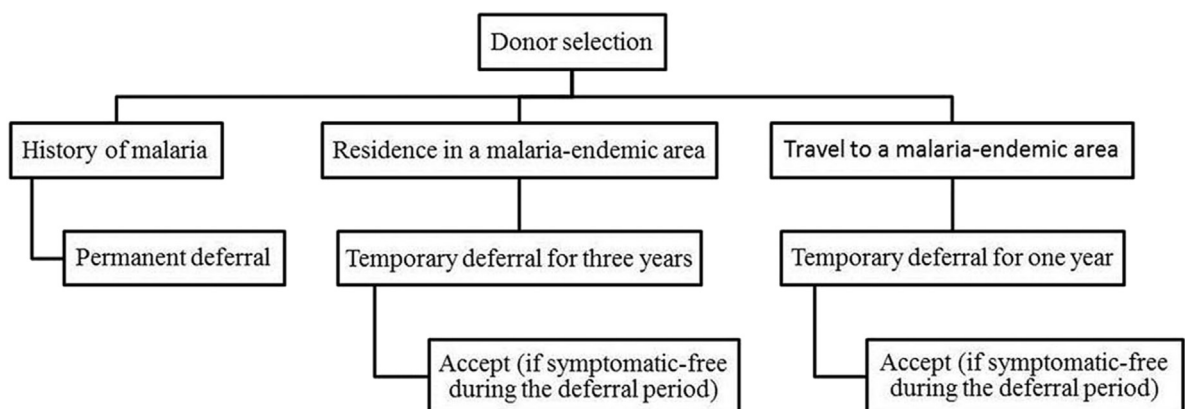 Donor selection
History of malaria
Residence in a malaria-endemic area
Travel to a malaria-endemic area
Permanent deferral
Temporary deferral for three years
Temporary deferral for one year
Accept (if symptomatic-free
during the deferral period)
Accept (if symptomatic-free
during the deferral period)